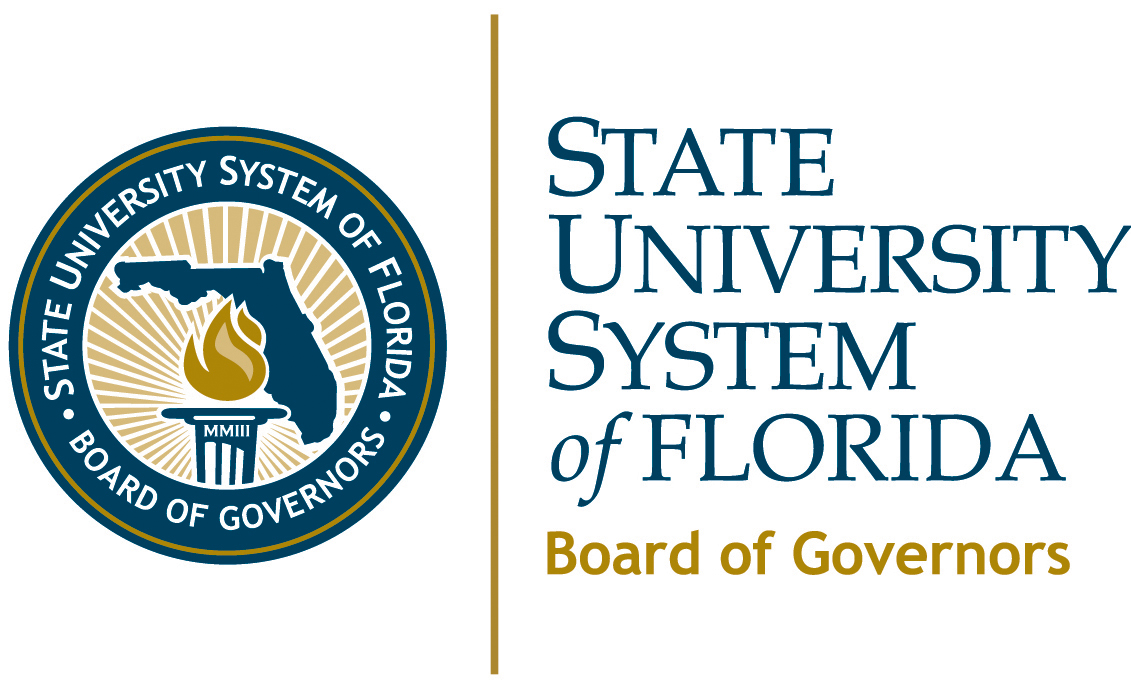 STATE UNIVERSITY SYSTEM OF FLORIDA
• BOARD OF GOVERNORS •
MMIII
STATE
UNIVERSITY
SYSTEM
of FLORIDA
Board of Governors